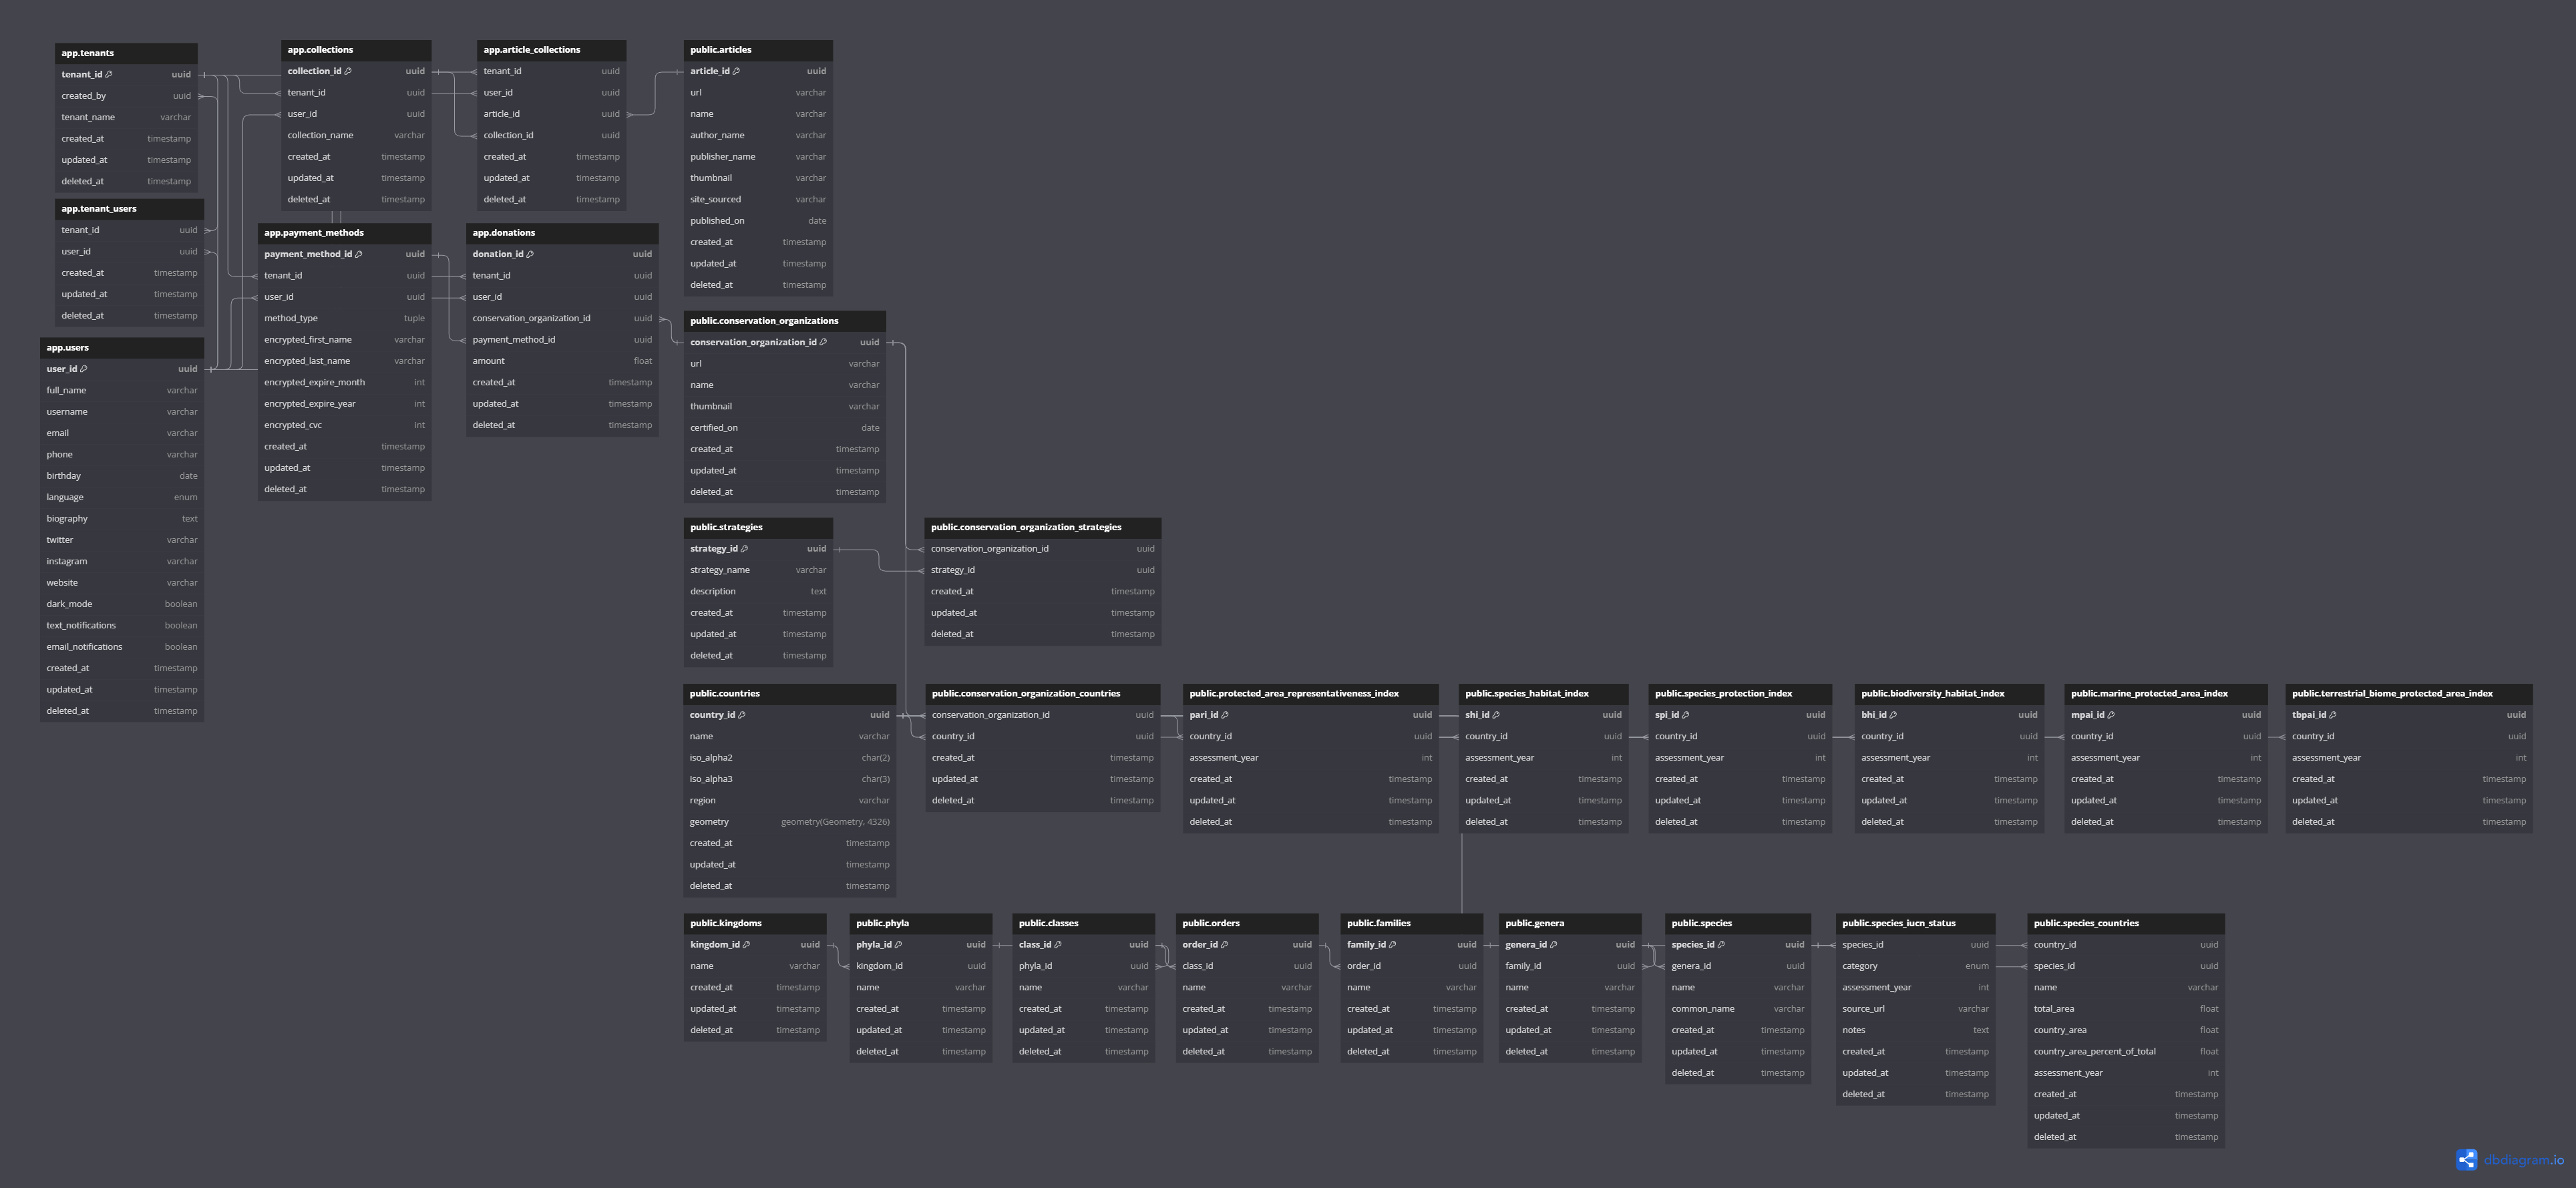 app.tenants
tenant_id uuid
created_by uuid
tenant_name varchar
created_at timestamp
updated_at timestamp
deleted_at timestamp
app.tenant_users
tenant_id uuid
user_id uuid
created_at timestamp
updated_at timestamp
deleted_at timestamp
app.users
user_id uuid
full_name varchar
username varchar
email varchar
phone varchar
birthday date
language enum
biography text
twitter varchar
instagram varchar
website varchar
dark_mode boolean
text_notifications boolean
email_notifications boolean
created_at timestamp
updated_at timestamp
deleted_at timestamp
app.collections
collection_id uuid
tenant_id uuid
user_id uuid
collection_name varchar
created_at timestamp
updated_at timestamp
deleted_at timestamp
app.payment_methods
payment_method_id uuid
tenant_id uuid
user_id uuid
method_type tuple
encrypted_first_name varchar
encrypted_last_name varchar
encrypted_expire_month int
encrypted_expire_year int
encrypted_cvc int
created_at timestamp
updated_at timestamp
deleted_at timestamp
app.article_collections
tenant_id uuid
user_id uuid
article_id uuid
collection_id uuid
created_at timestamp
updated_at timestamp
deleted_at timestamp
app.donations
donation_id uuid
tenant_id uuid
user_id uuid
conservation_organization_id uuid
payment_method_id uuid
amount float
created_at timestamp
updated_at timestamp
deleted_at timestamp
public.articles
article_id uuid
url varchar
name varchar
author_name varchar
publisher_name varchar
thumbnail varchar
site_sourced varchar
published_on date
created_at timestamp
updated_at timestamp
deleted_at timestamp
public.conservation_organizations
conservation_organization_id uuid
url varchar
name varchar
thumbnail varchar
certified_on date
created_at timestamp
updated_at timestamp
deleted_at timestamp
public.strategies
strategy_id uuid
strategy_name varchar
description text
created_at timestamp
updated_at timestamp
deleted_at timestamp
public.conservation_organization_strategies
conservation_organization_id uuid
strategy_id uuid
created_at timestamp
updated_at timestamp
deleted_at timestamp
public.countries
country_id uuid
name varchar
iso_alpha2 char(2)
iso_alpha3 char(3)
region varchar
geometry geometry(Geometry, 4326)
created_at timestamp
updated_at timestamp
deleted_at timestamp
public.conservation_organization_countries
conservation_organization_id uuid
country_id uuid
created_at timestamp
updated_at timestamp
deleted_at timestamp
public.protected_area_representativeness_index
pari_id uuid
country_id uuid
assessment_year int
created_at timestamp
updated_at timestamp
deleted_at timestamp
public.species_habitat_index
shi_id uuid
country_id uuid
assessment_year int
created_at timestamp
updated_at timestamp
deleted_at timestamp
public.species_protection_index
spi_id uuid
country_id uuid
assessment_year int
created_at timestamp
updated_at timestamp
deleted_at timestamp
public.biodiversity_habitat_index
bhi_id uuid
country_id uuid
assessment_year int
created_at timestamp
updated_at timestamp
deleted_at timestamp
public.marine_protected_area_index
mpai_id uuid
country_id uuid
assessment_year int
created_at timestamp
updated_at timestamp
deleted_at timestamp
public.terrestrial_biome_protected_area_index
tbpai_id uuid
country_id uuid
assessment_year int
created_at timestamp
updated_at timestamp
deleted_at timestamp
public.kingdoms
kingdom_id uuid
name varchar
created_at timestamp
updated_at timestamp
deleted_at timestamp
public.phyla
phyla_id uuid
kingdom_id uuid
name varchar
created_at timestamp
updated_at timestamp
deleted_at timestamp
public.classes
class_id uuid
phyla_id uuid
name varchar
created_at timestamp
updated_at timestamp
deleted_at timestamp
public.orders
order_id uuid
class_id uuid
name varchar
created_at timestamp
updated_at timestamp
deleted_at timestamp
public.families
family_id uuid
order_id uuid
name varchar
created_at timestamp
updated_at timestamp
deleted_at timestamp
public.genera
genera_id uuid
family_id uuid
name varchar
created_at timestamp
updated_at timestamp
deleted_at timestamp
public.species
species_id uuid
genera_id uuid
name varchar
common_name varchar
created_at timestamp
updated_at timestamp
deleted_at timestamp
public.species_iucn_status
species_id uuid
category enum
assessment_year int
source_url varchar
notes text
created_at timestamp
updated_at timestamp
deleted_at timestamp
public.species_countries
country_id uuid
species_id uuid
name varchar
total_area float
country_area float
country_area_percent_of_total float
assessment_year int
created_at timestamp
updated_at timestamp
deleted_at timestamp
dbdiagram.io